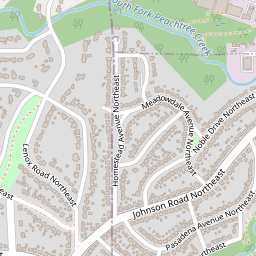 South Fork Peachtree Creek
Meadowdale Avenue Northeast
Noble Drive Northeast
Homestead Avenue Northeast
Lenox Road Northeast
Johnson Road Northeast
Pasadena Avenue Northeast